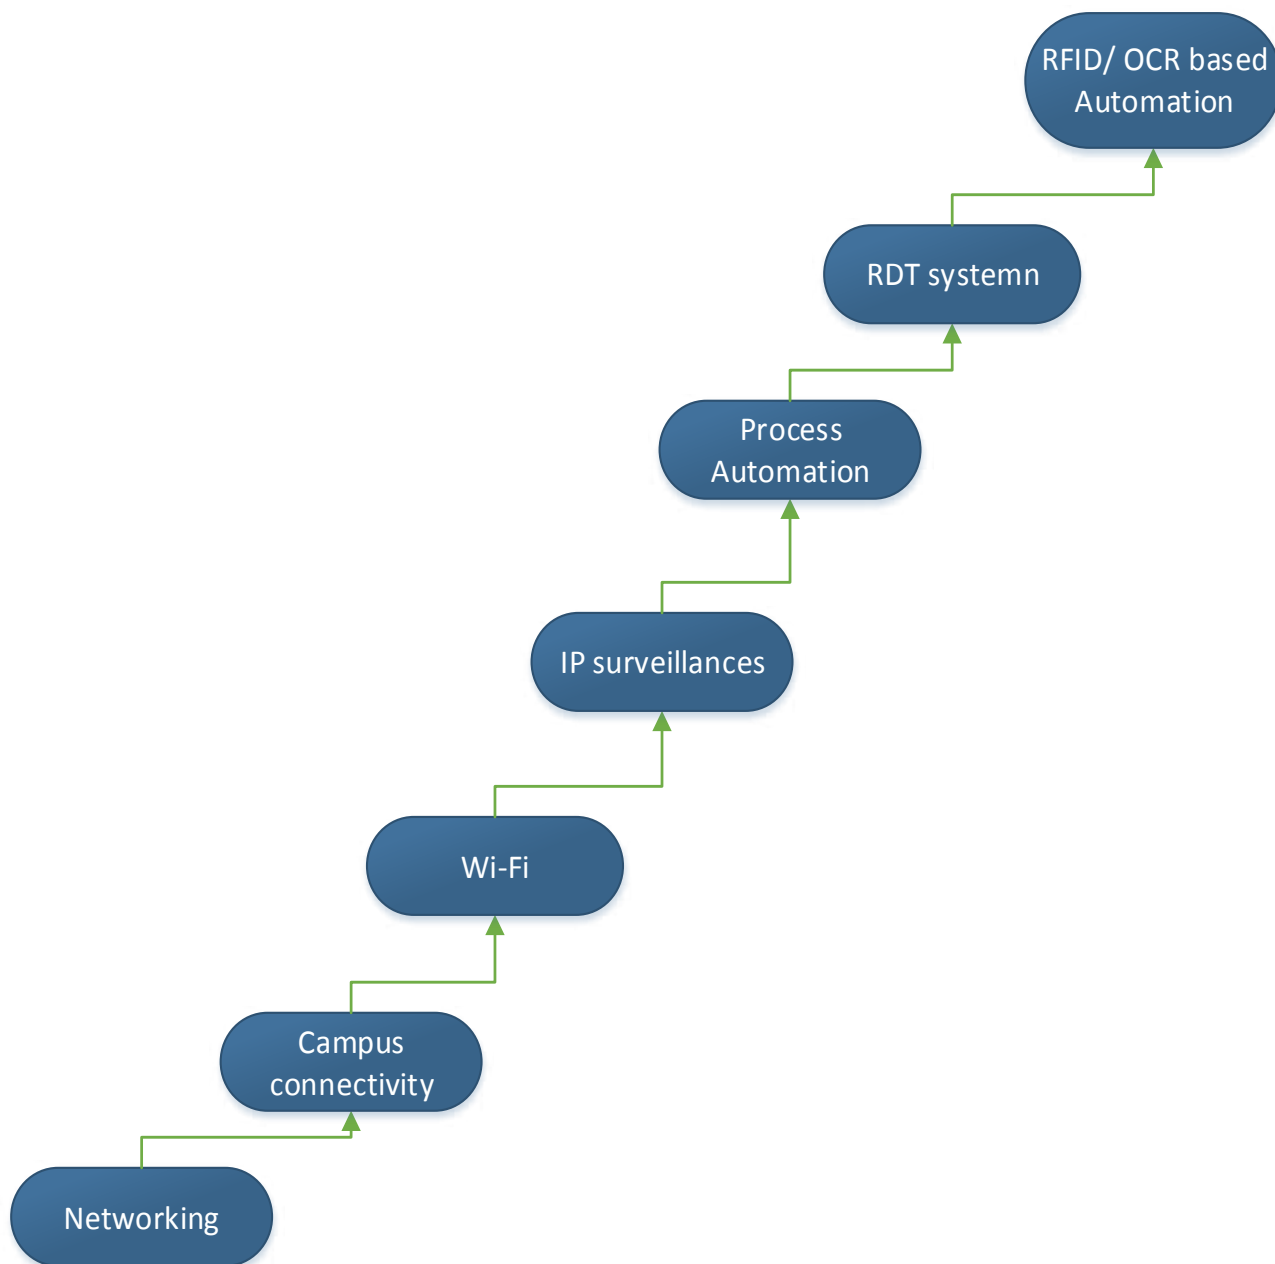 RFID/ OCR based
Automation
RDT systemn
Process
Automation
IP surveillances
Wi-Fi
Campus
connectivity
Networking